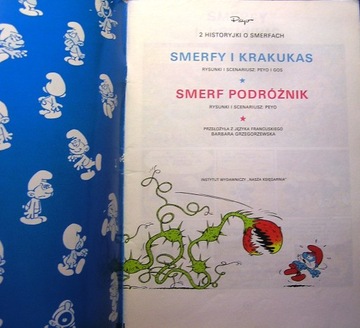 Peyo
2 HISTORYJKI O SMERFACH
SMERFY I KRAKUKAS
RYSUNKI I SCENARIUSZ: PEYO I GOS
SMERF PODRÓŻNIK
RYSUNKI I SCENARIUSZ: PEYO
PRZEŁOŻYŁA Z JĘZYKA FRANCUSKIEGO
BARBARA GRZEGORZEWSKA
INSTYTUT WYDAWNICZY „NASZA KSIĘGARNIA”